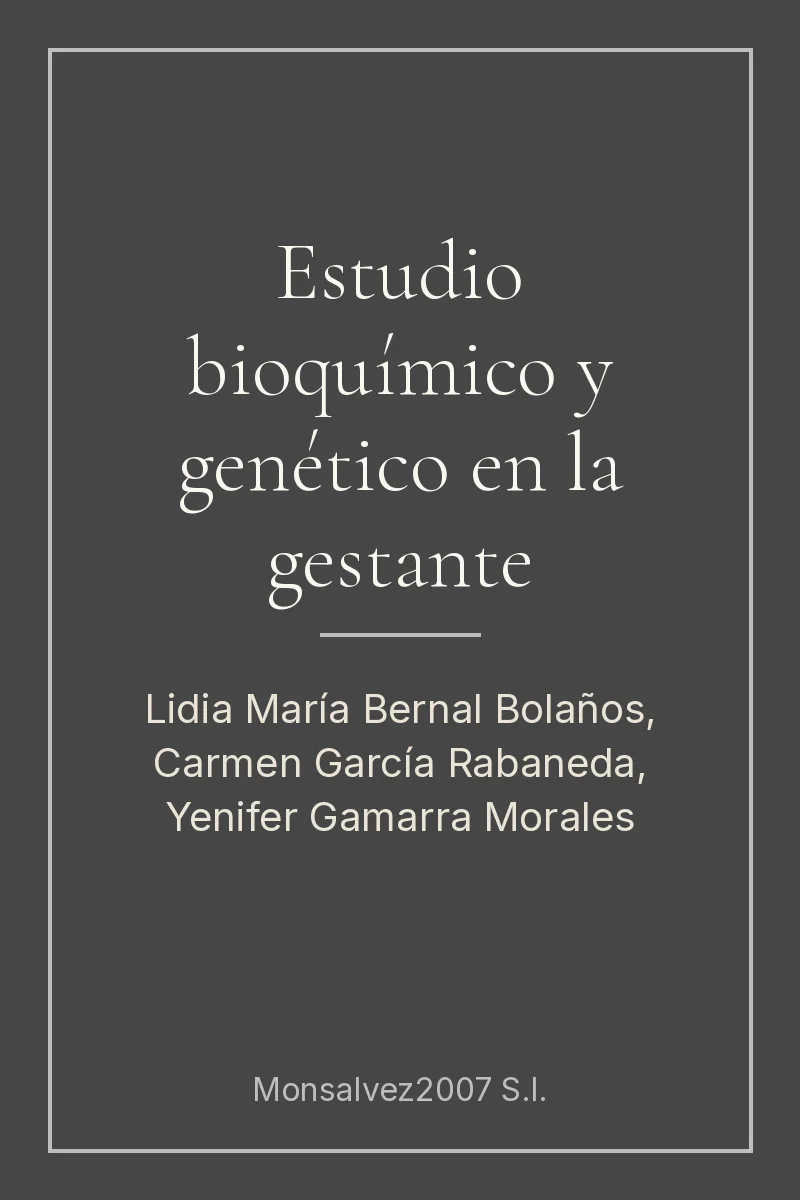 Estudio
bioquímico y
genético en la
gestante
Lidia María Bernal Bolaños,
Carmen García Rabaneda,
Yenifer Gamarra Morales
Monsalvez2007 S.l.